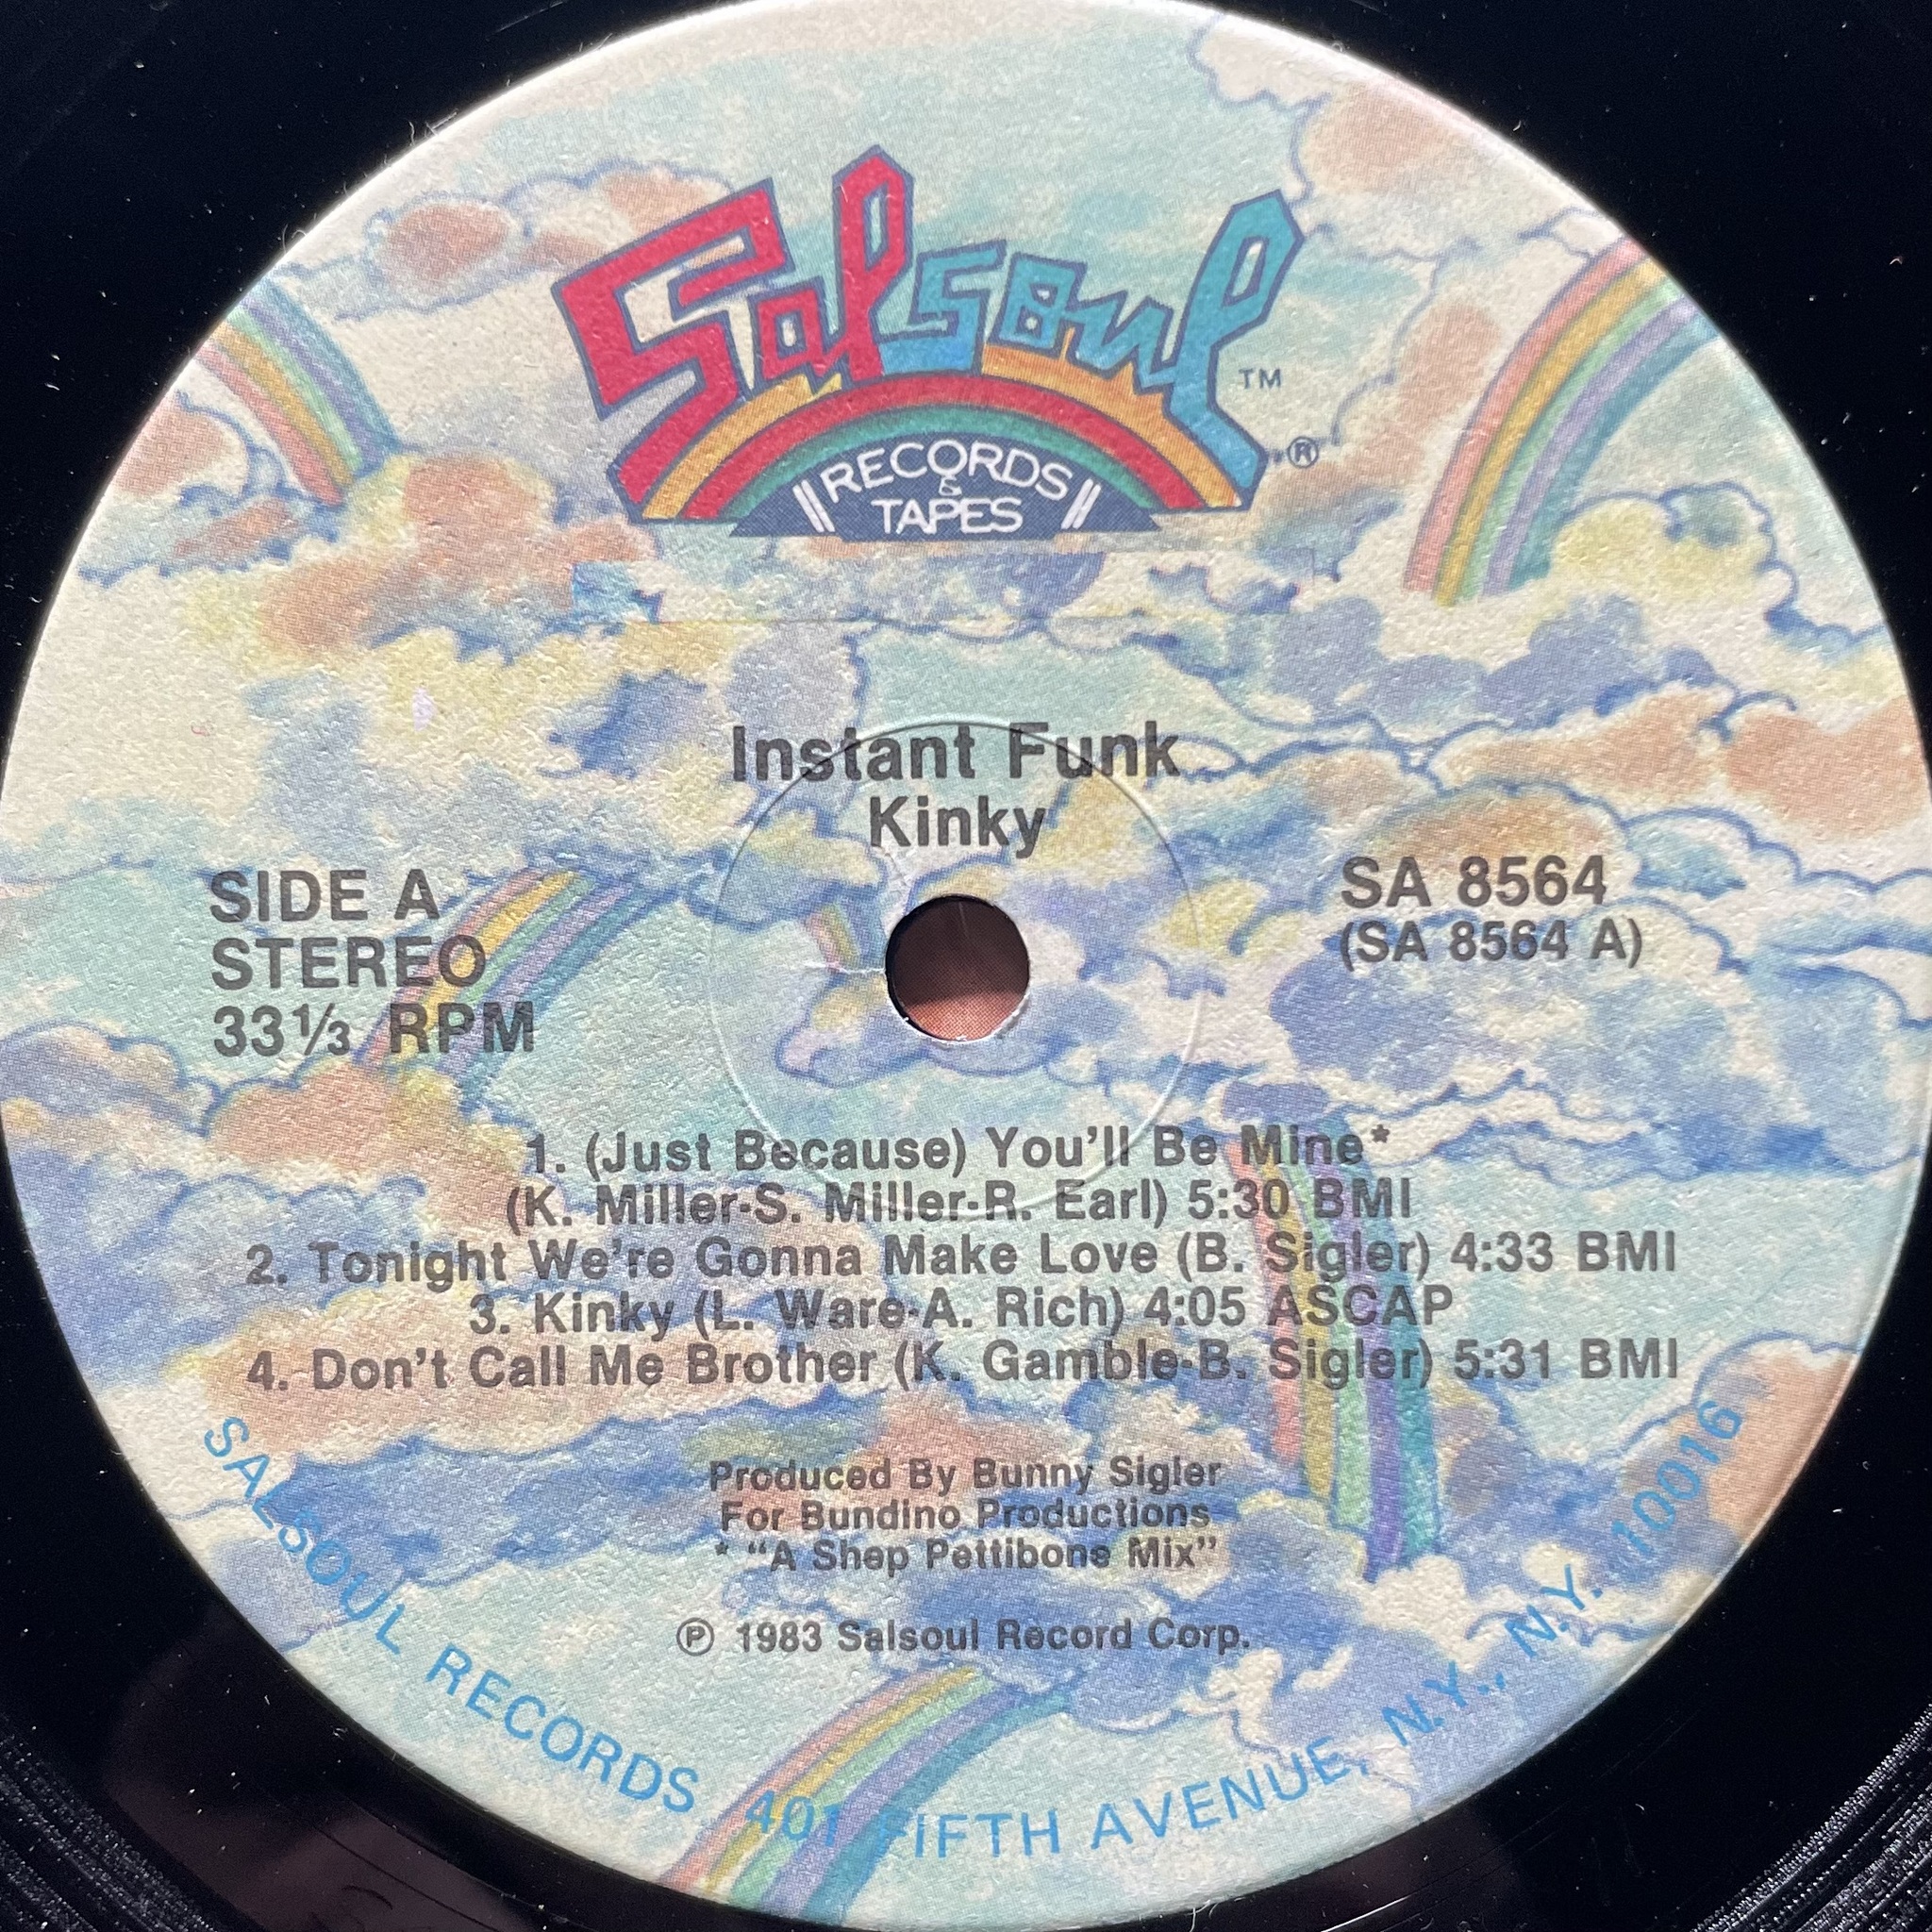 Salsoul TM
®
RECORDS
&
TAPES
Instant Funk
Kinky
SIDE A
STEREO
33⅓ RPM
SA 8564
(SA 8564 A)
1. (Just Because) You'll Be Mine*
(K. Miller-S. Miller-R. Earl) 5:30 BMI
2. Tonight We're Gonna Make Love (B. Sigler) 4:33 BMI
3. Kinky (L. Ware-A. Rich) 4:05 ASCAP
4. Don't Call Me Brother (K. Gamble-B. Sigler) 5:31 BMI
Produced By Bunny Sigler
For Bundino Productions
* "A Shep Pettibone Mix"
℗ 1983 Salsoul Record Corp.
SALSOUL RECORDS 401 FIFTH AVENUE, N.Y., N.Y. 10016